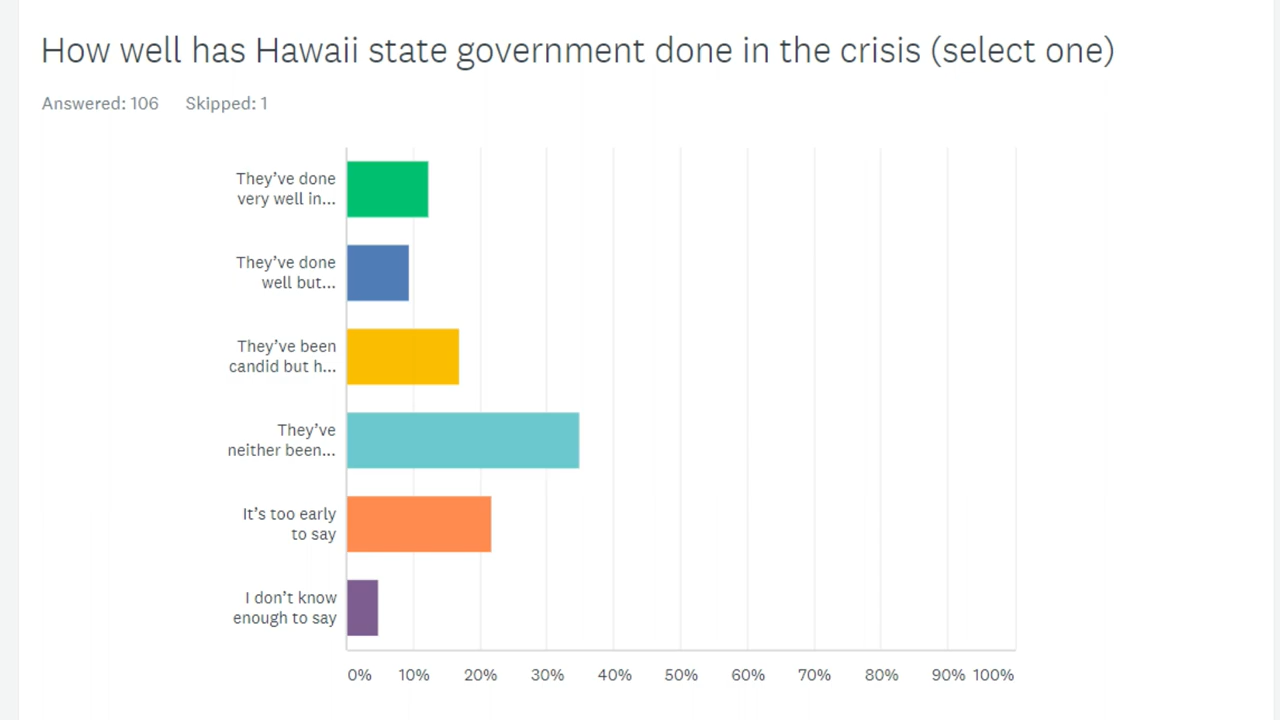 How well has Hawaii state government done in the crisis (select one)
Answered: 106 Skipped: 1
They’ve done
very well in...
They’ve done
well but...
They’ve been
candid but h...
They’ve
neither been...
It’s too early
to say
I don’t know
enough to say
0% 10% 20% 30% 40% 50% 60% 70% 80% 90% 100%